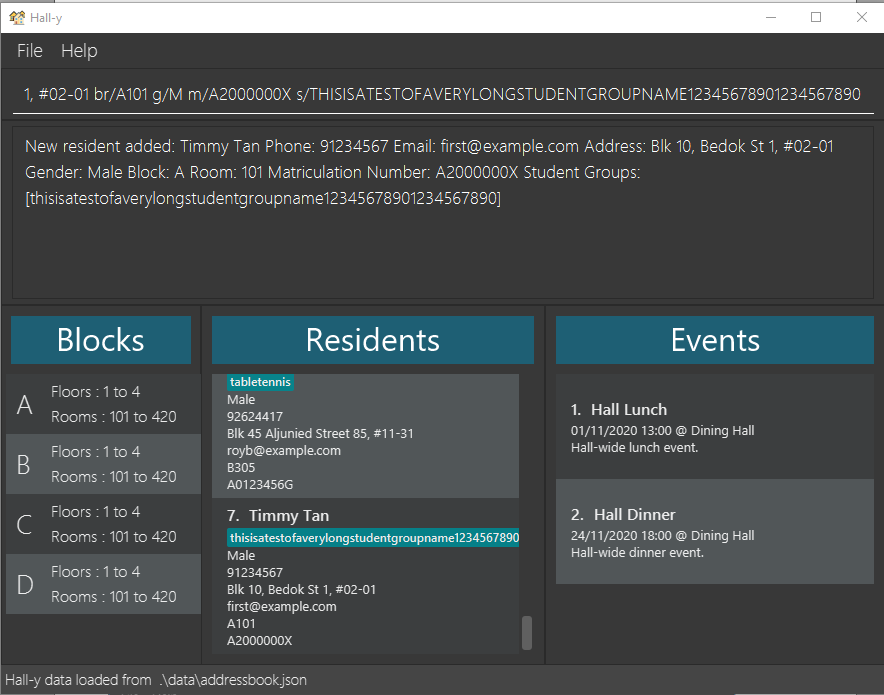 Hall-y
File Help
1, #02-01 br/A101 g/M m/A2000000X s/THISISATESTOFAVERYLONGSTUDENTGROUPNAME12345678901234567890
New resident added: Timmy Tan Phone: 91234567 Email: first@example.com Address: Blk 10, Bedok St 1, #02-01
Gender: Male Block: A Room: 101 Matriculation Number: A2000000X Student Groups:
[thisisatestofaverylongstudentgroupname12345678901234567890]
Blocks
A
Floors : 1 to 4
Rooms : 101 to 420
B
Floors : 1 to 4
Rooms : 101 to 420
C
Floors : 1 to 4
Rooms : 101 to 420
D
Floors : 1 to 4
Rooms : 101 to 420
Residents
tabletennis
Male
92624417
Blk 45 Aljunied Street 85, #11-31
royb@example.com
B305
A0123456G
7. Timmy Tan
thisisatestofaverylongstudentgroupname1234567890
Male
91234567
Blk 10, Bedok St 1, #02-01
first@example.com
A101
A2000000X
Events
1. Hall Lunch
01/11/2020 13:00 @ Dining Hall
Hall-wide lunch event.
2. Hall Dinner
24/11/2020 18:00 @ Dining Hall
Hall-wide dinner event.
Hall-y data loaded from .\data\addressbook.json